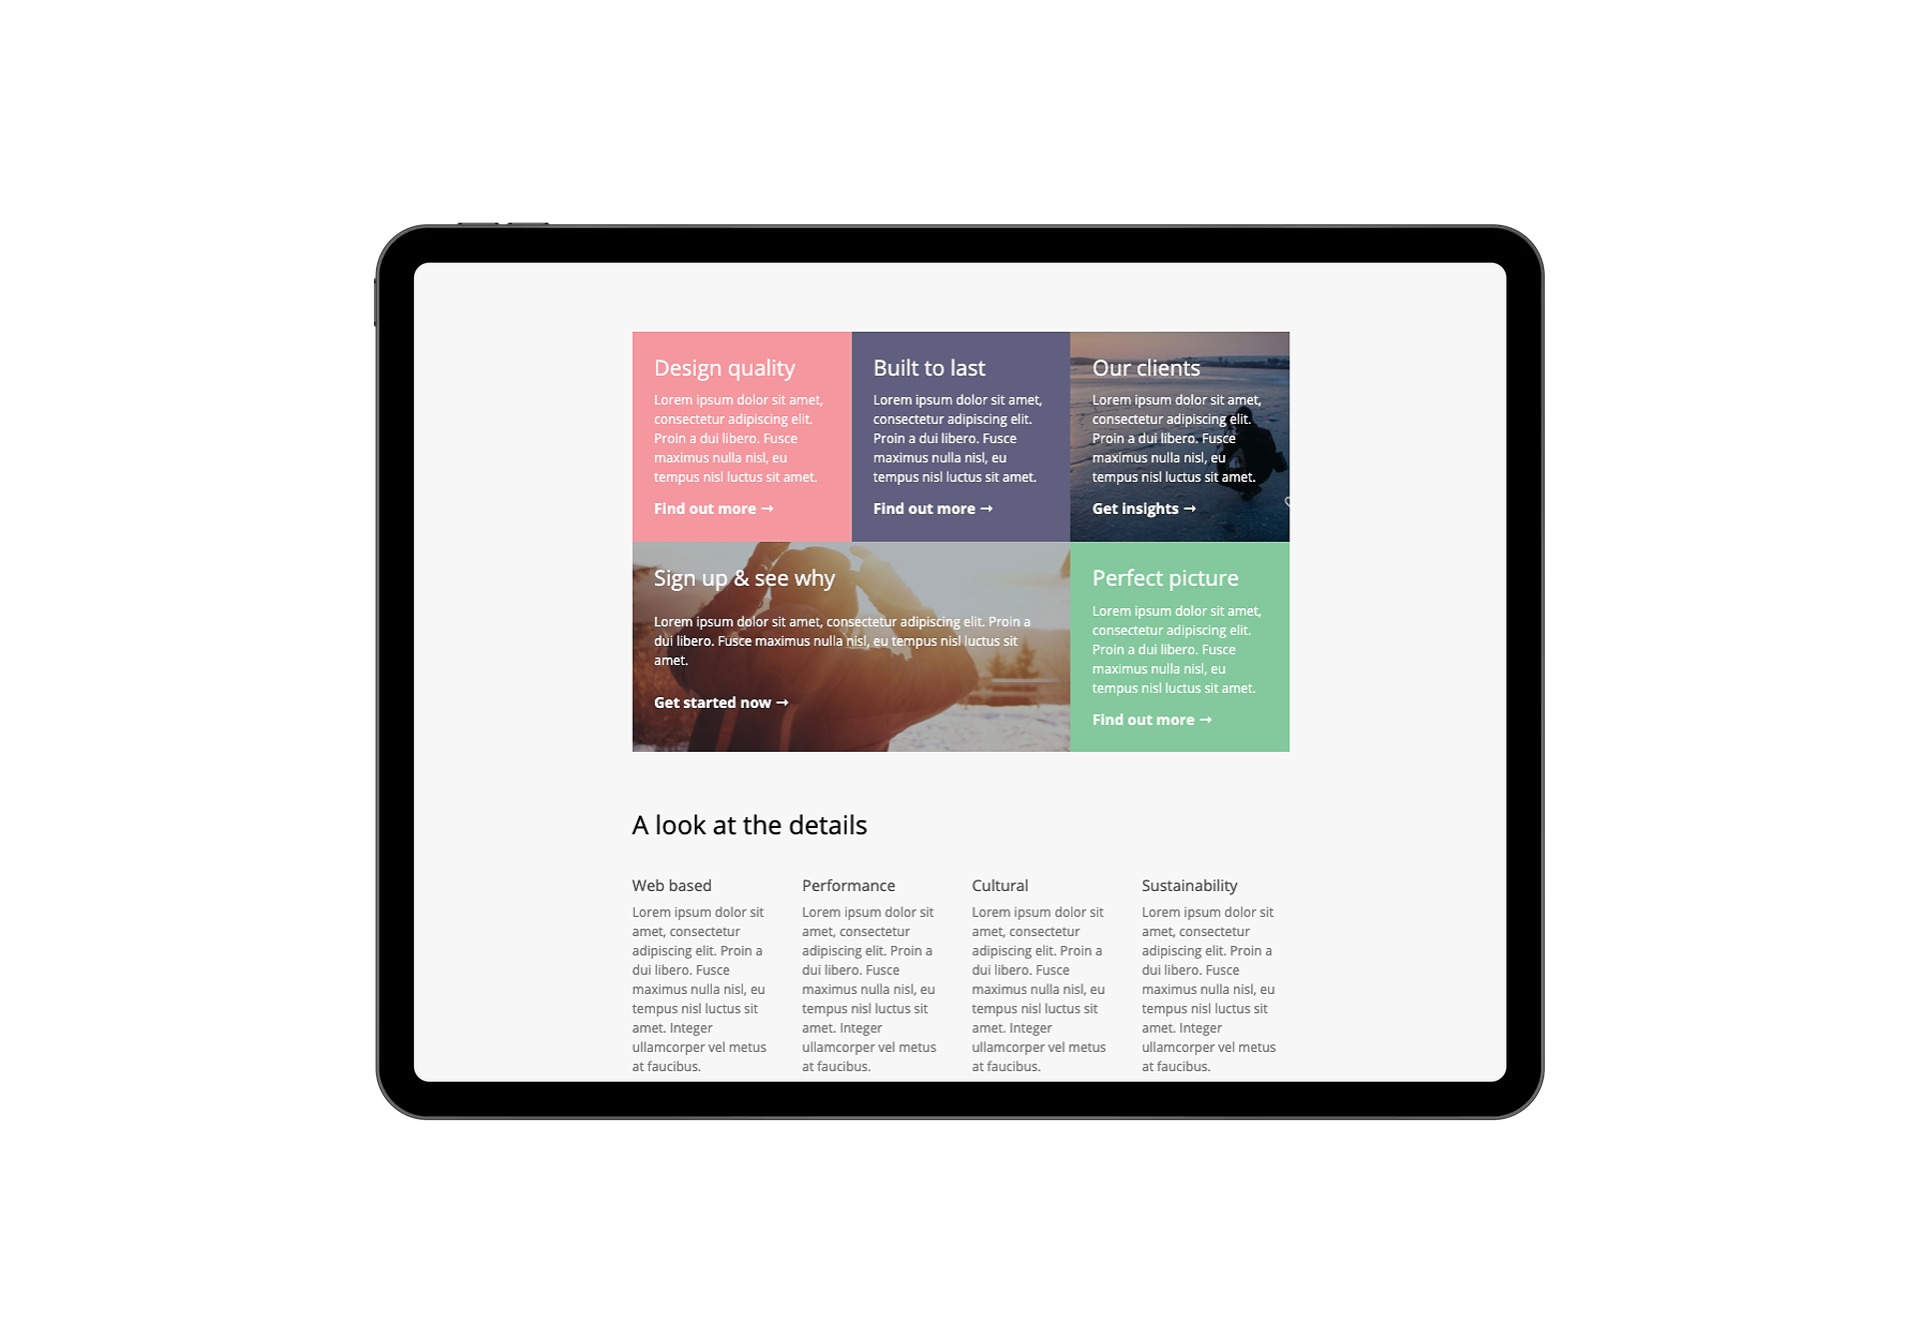 Design quality
Lorem ipsum dolor sit amet,
consectetur adipiscing elit.
Proin a dui libero. Fusce
maximus nulla nisl, eu
tempus nisl luctus sit amet.
Find out more →
Built to last
Lorem ipsum dolor sit amet,
consectetur adipiscing elit.
Proin a dui libero. Fusce
maximus nulla nisl, eu
tempus nisl luctus sit amet.
Find out more →
Our clients
Lorem ipsum dolor sit amet,
consectetur adipiscing elit.
Proin a dui libero. Fusce
maximus nulla nisl, eu
tempus nisl luctus sit amet.
Get insights →
Sign up & see why
Lorem ipsum dolor sit amet, consectetur adipiscing elit. Proin a
dui libero. Fusce maximus nulla nisl, eu tempus nisl luctus sit
amet.
Get started now →
Perfect picture
Lorem ipsum dolor sit amet,
consectetur adipiscing elit.
Proin a dui libero. Fusce
maximus nulla nisl, eu
tempus nisl luctus sit amet.
Find out more →
A look at the details
Web based
Lorem ipsum dolor sit
amet, consectetur
adipiscing elit. Proin a
dui libero. Fusce
maximus nulla nisl, eu
tempus nisl luctus sit
amet. Integer
ullamcorper vel metus
at faucibus.
Performance
Lorem ipsum dolor sit
amet, consectetur
adipiscing elit. Proin a
dui libero. Fusce
maximus nulla nisl, eu
tempus nisl luctus sit
amet. Integer
ullamcorper vel metus
at faucibus.
Cultural
Lorem ipsum dolor sit
amet, consectetur
adipiscing elit. Proin a
dui libero. Fusce
maximus nulla nisl, eu
tempus nisl luctus sit
amet. Integer
ullamcorper vel metus
at faucibus.
Sustainability
Lorem ipsum dolor sit
amet, consectetur
adipiscing elit. Proin a
dui libero. Fusce
maximus nulla nisl, eu
tempus nisl luctus sit
amet. Integer
ullamcorper vel metus
at faucibus.